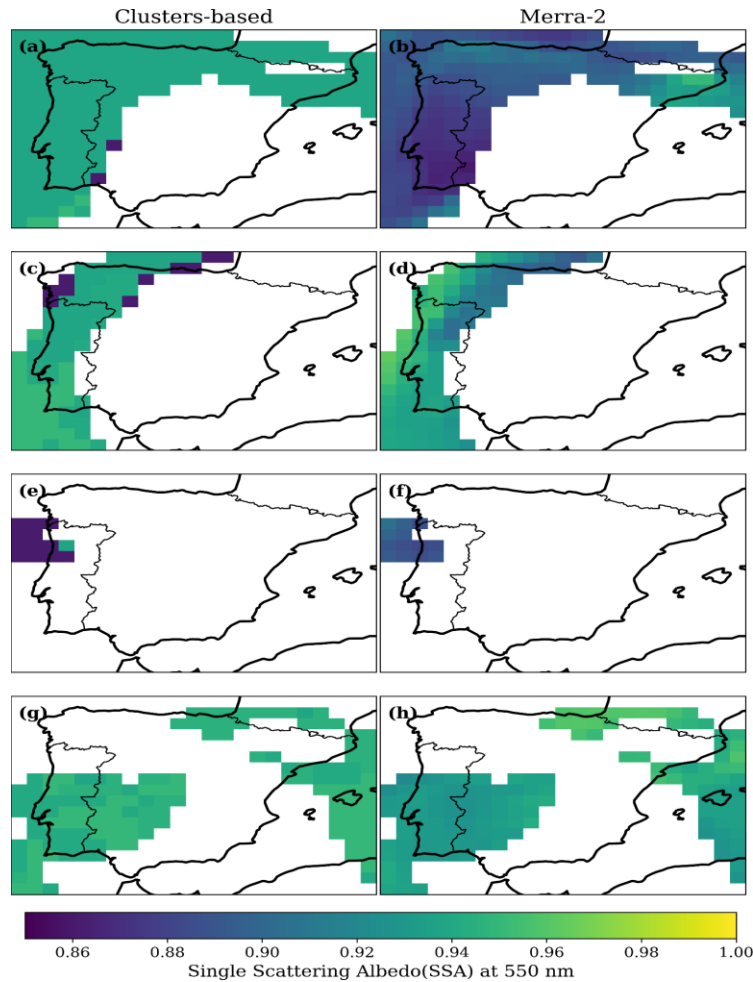 Clusters-based Merra-2
(a) (b)
(c) (d)
(e) (f)
(g) (h)
0.86 0.88 0.90 0.92 0.94 0.96 0.98 1.00
Single Scattering Albedo(SSA) at 550 nm